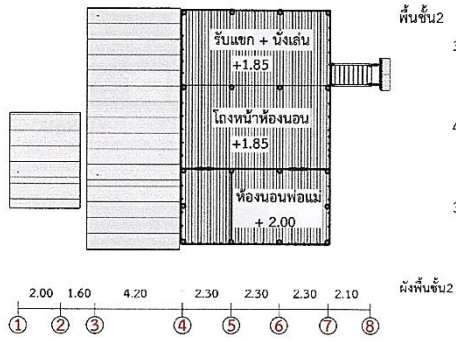 พื้นชั้น2
รับแขก + นั่งเล่น
+1.85
โถงหน้าห้องนอน
+1.85
ห้องนอนพ่อแม่
+ 2.00
ผังพื้นชั้น2
2.00 1.60 4.20 2.30 2.30 2.30 2.10
1 2 3 4 5 6 7 8